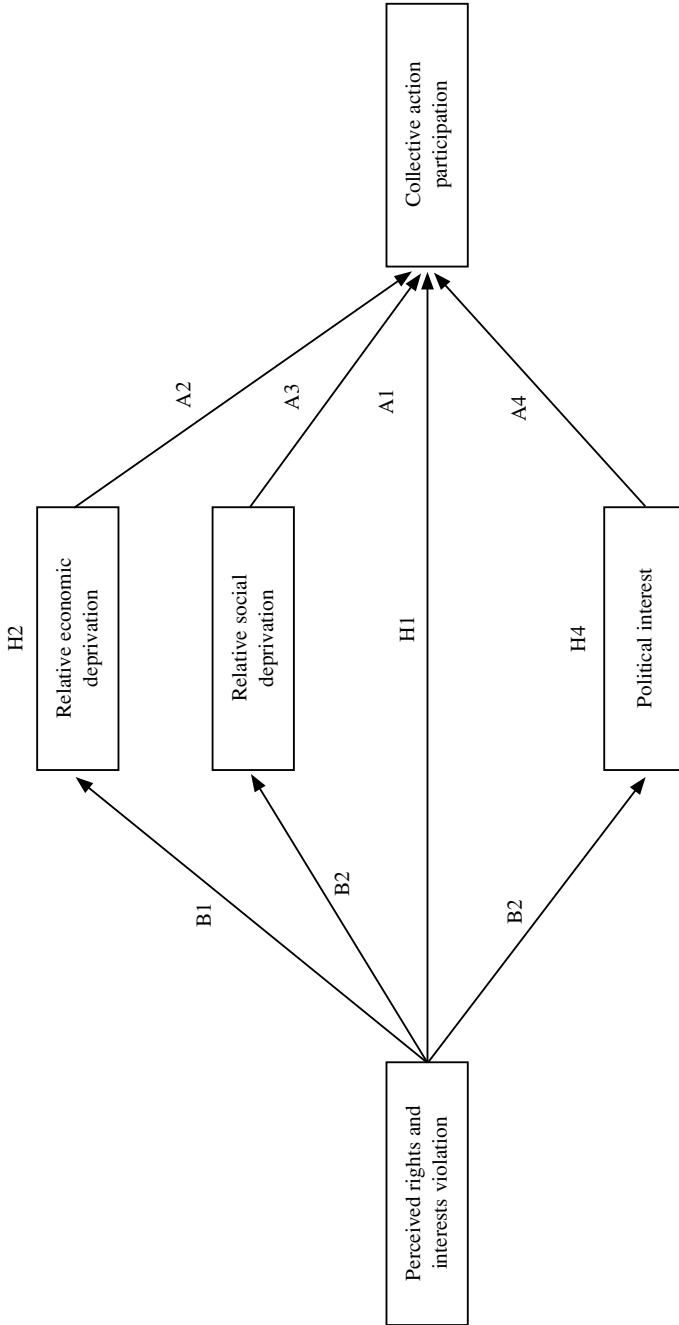 H2
Relative economic
deprivation
A2
B1
Relative social
deprivation
A3
B2
A1
Perceived rights and
interests violation
H1
Collective action
participation
A4
B2
H4
Political interest